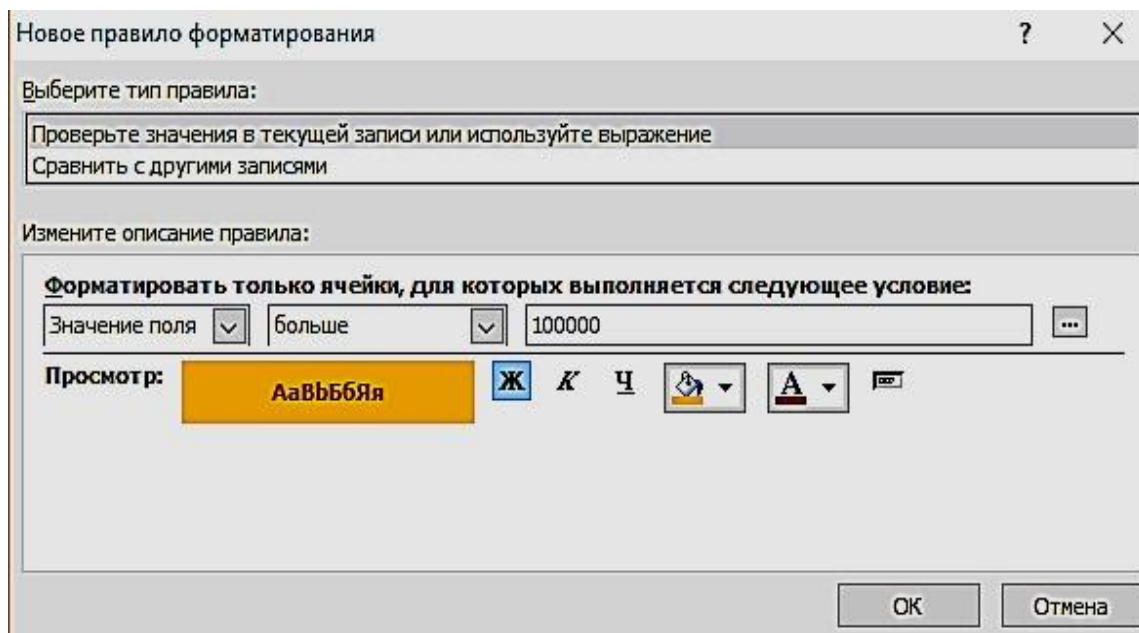 Новое правило форматирования ?
Выберите тип правила:
Проверьте значения в текущей записи или используйте выражение
Сравнить с другими записями
Измените описание правила:
Форматировать только ячейки, для которых выполняется следующее условие:
Значение поля больше 100000 ...
Просмотр: АаВbБбЯя Ж К Ч А
ОК Отмена